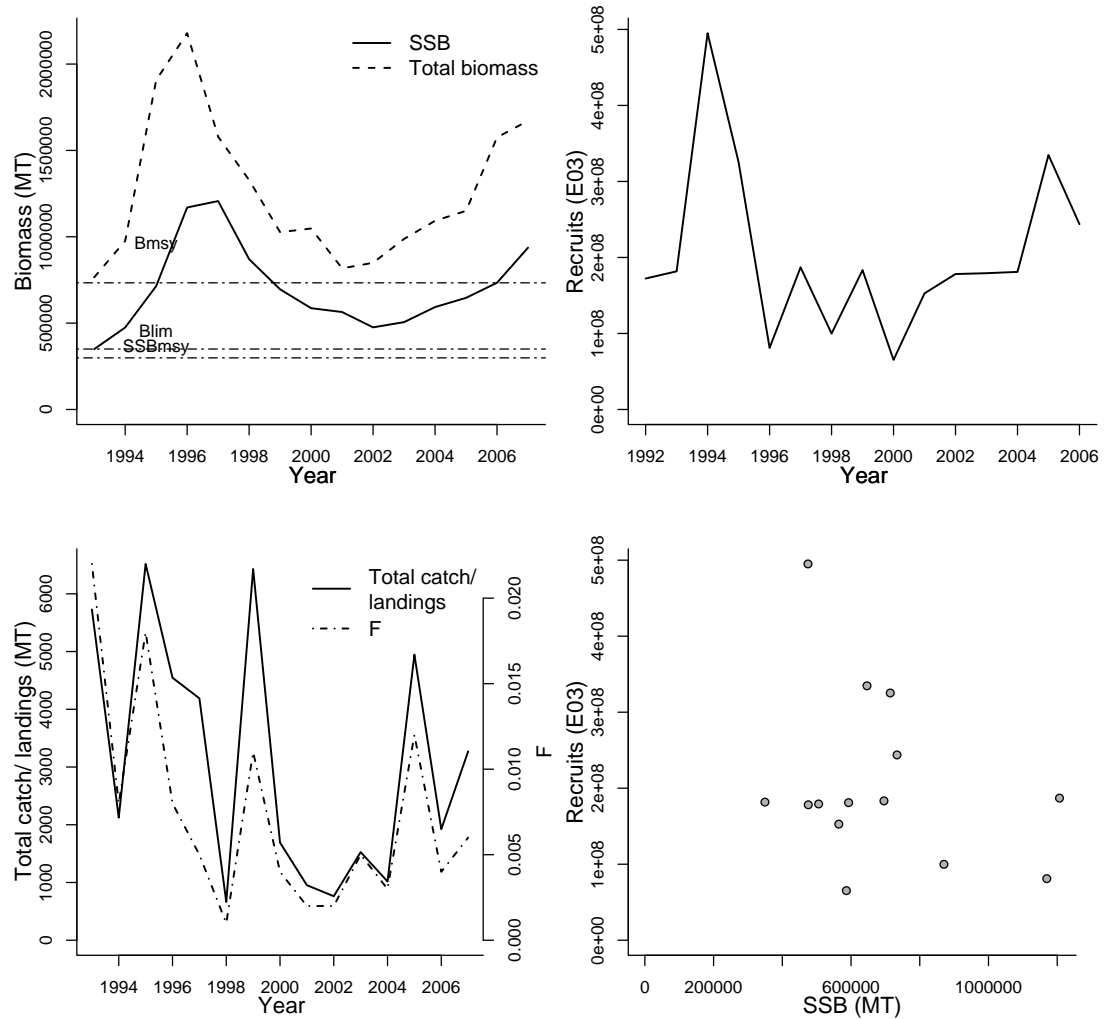 SSB
Total biomass
Biomass (MT)
0
500000
1000000
1500000
2000000
Bmsy
Blim
SSBmsy
1994 1996 1998 2000 2002 2004 2006
Year
Recruits (E03)
0e+00
1e+08
2e+08
3e+08
4e+08
5e+08
1992 1994 1996 1998 2000 2002 2004 2006
Year
Total catch/
landings
F
Total catch/ landings (MT)
0
1000
2000
3000
4000
5000
6000
F
0.000
0.005
0.010
0.015
0.020
1994 1996 1998 2000 2002 2004 2006
Year
Recruits (E03)
0e+00
1e+08
2e+08
3e+08
4e+08
5e+08
0 200000 600000 1000000
SSB (MT)